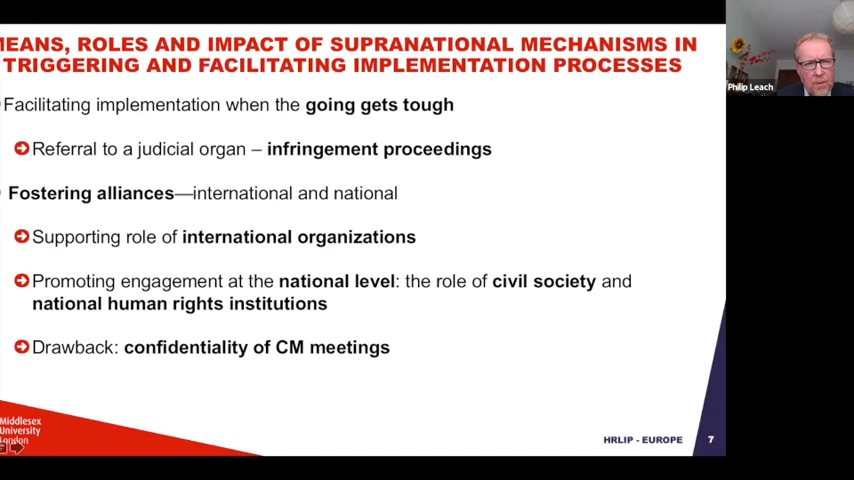 MEANS, ROLES AND IMPACT OF SUPRANATIONAL MECHANISMS IN
TRIGGERING AND FACILITATING IMPLEMENTATION PROCESSES
Philip Leach
Facilitating implementation when the going gets tough
Referral to a judicial organ – infringement proceedings
Fostering alliances—international and national
Supporting role of international organizations
Promoting engagement at the national level: the role of civil society and
national human rights institutions
Drawback: confidentiality of CM meetings
Middlesex
University
London
HRLIP - EUROPE 7